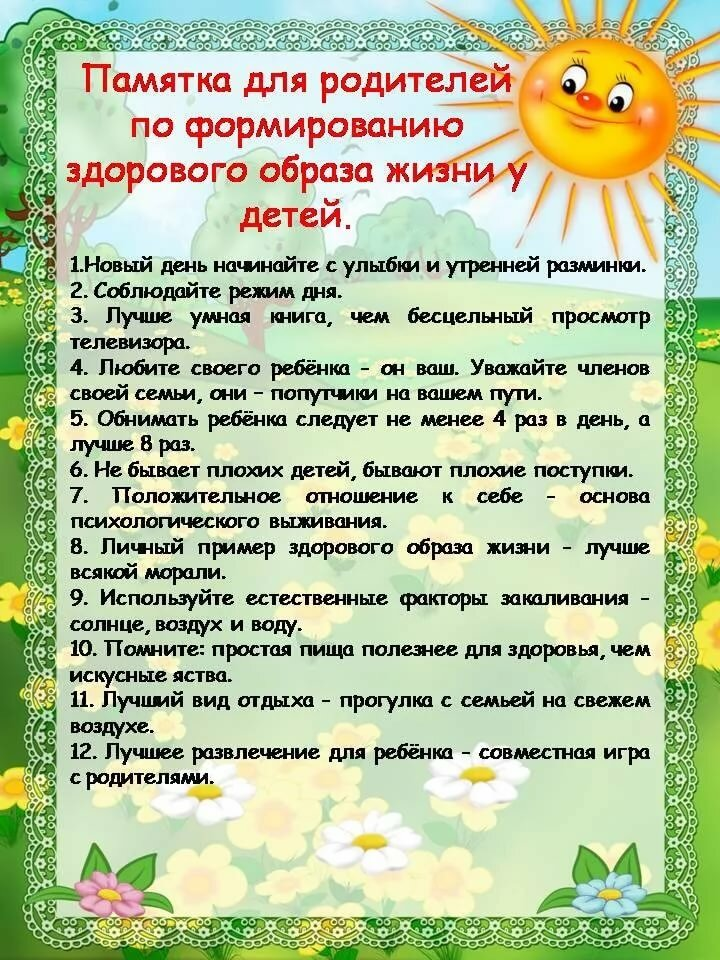 Памятка для родителей
по формированию
здорового образа жизни у
детей.
1.Новый день начинайте с улыбки и утренней разминки.
2. Соблюдайте режим дня.
3. Лучше умная книга, чем бесцельный просмотр
телевизора.
4. Любите своего ребёнка - он ваш. Уважайте членов
своей семьи, они – попутчики на вашем пути.
5. Обнимать ребёнка следует не менее 4 раз в день, а
лучше 8 раз.
6. Не бывает плохих детей, бывают плохие поступки.
7. Положительное отношение к себе - основа
психологического выживания.
8. Личный пример здорового образа жизни - лучше
всякой морали.
9. Используйте естественные факторы закаливания -
солнце, воздух и воду.
10. Помните: простая пища полезнее для здоровья, чем
искусные яства.
11. Лучший вид отдыха - прогулка с семьей на свежем
воздухе.
12. Лучшее развлечение для ребёнка - совместная игра
с родителями.